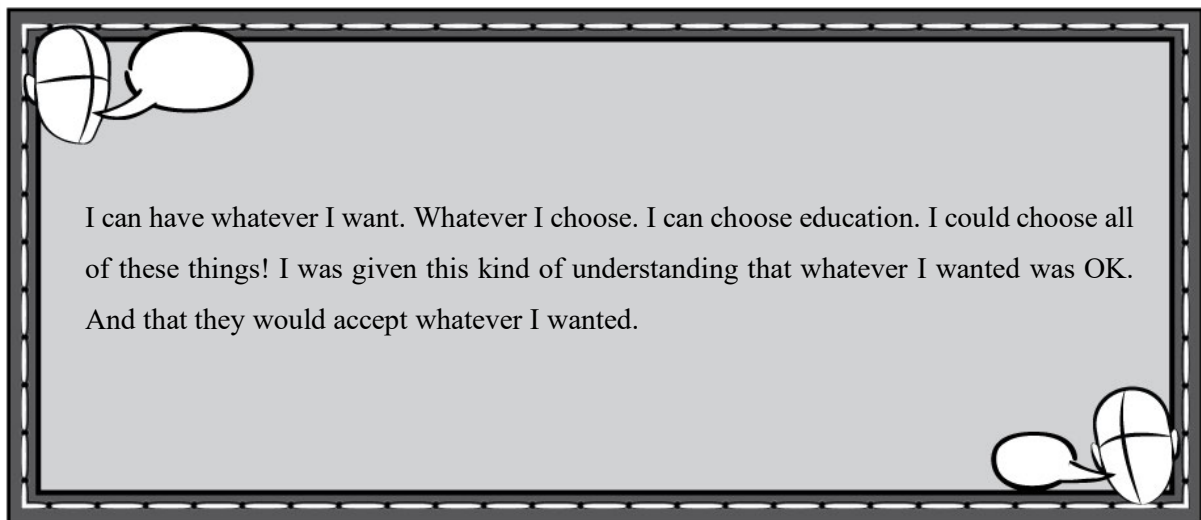 I can have whatever I want. Whatever I choose. I can choose education. I could choose all
of these things! I was given this kind of understanding that whatever I wanted was OK.
And that they would accept whatever I wanted.